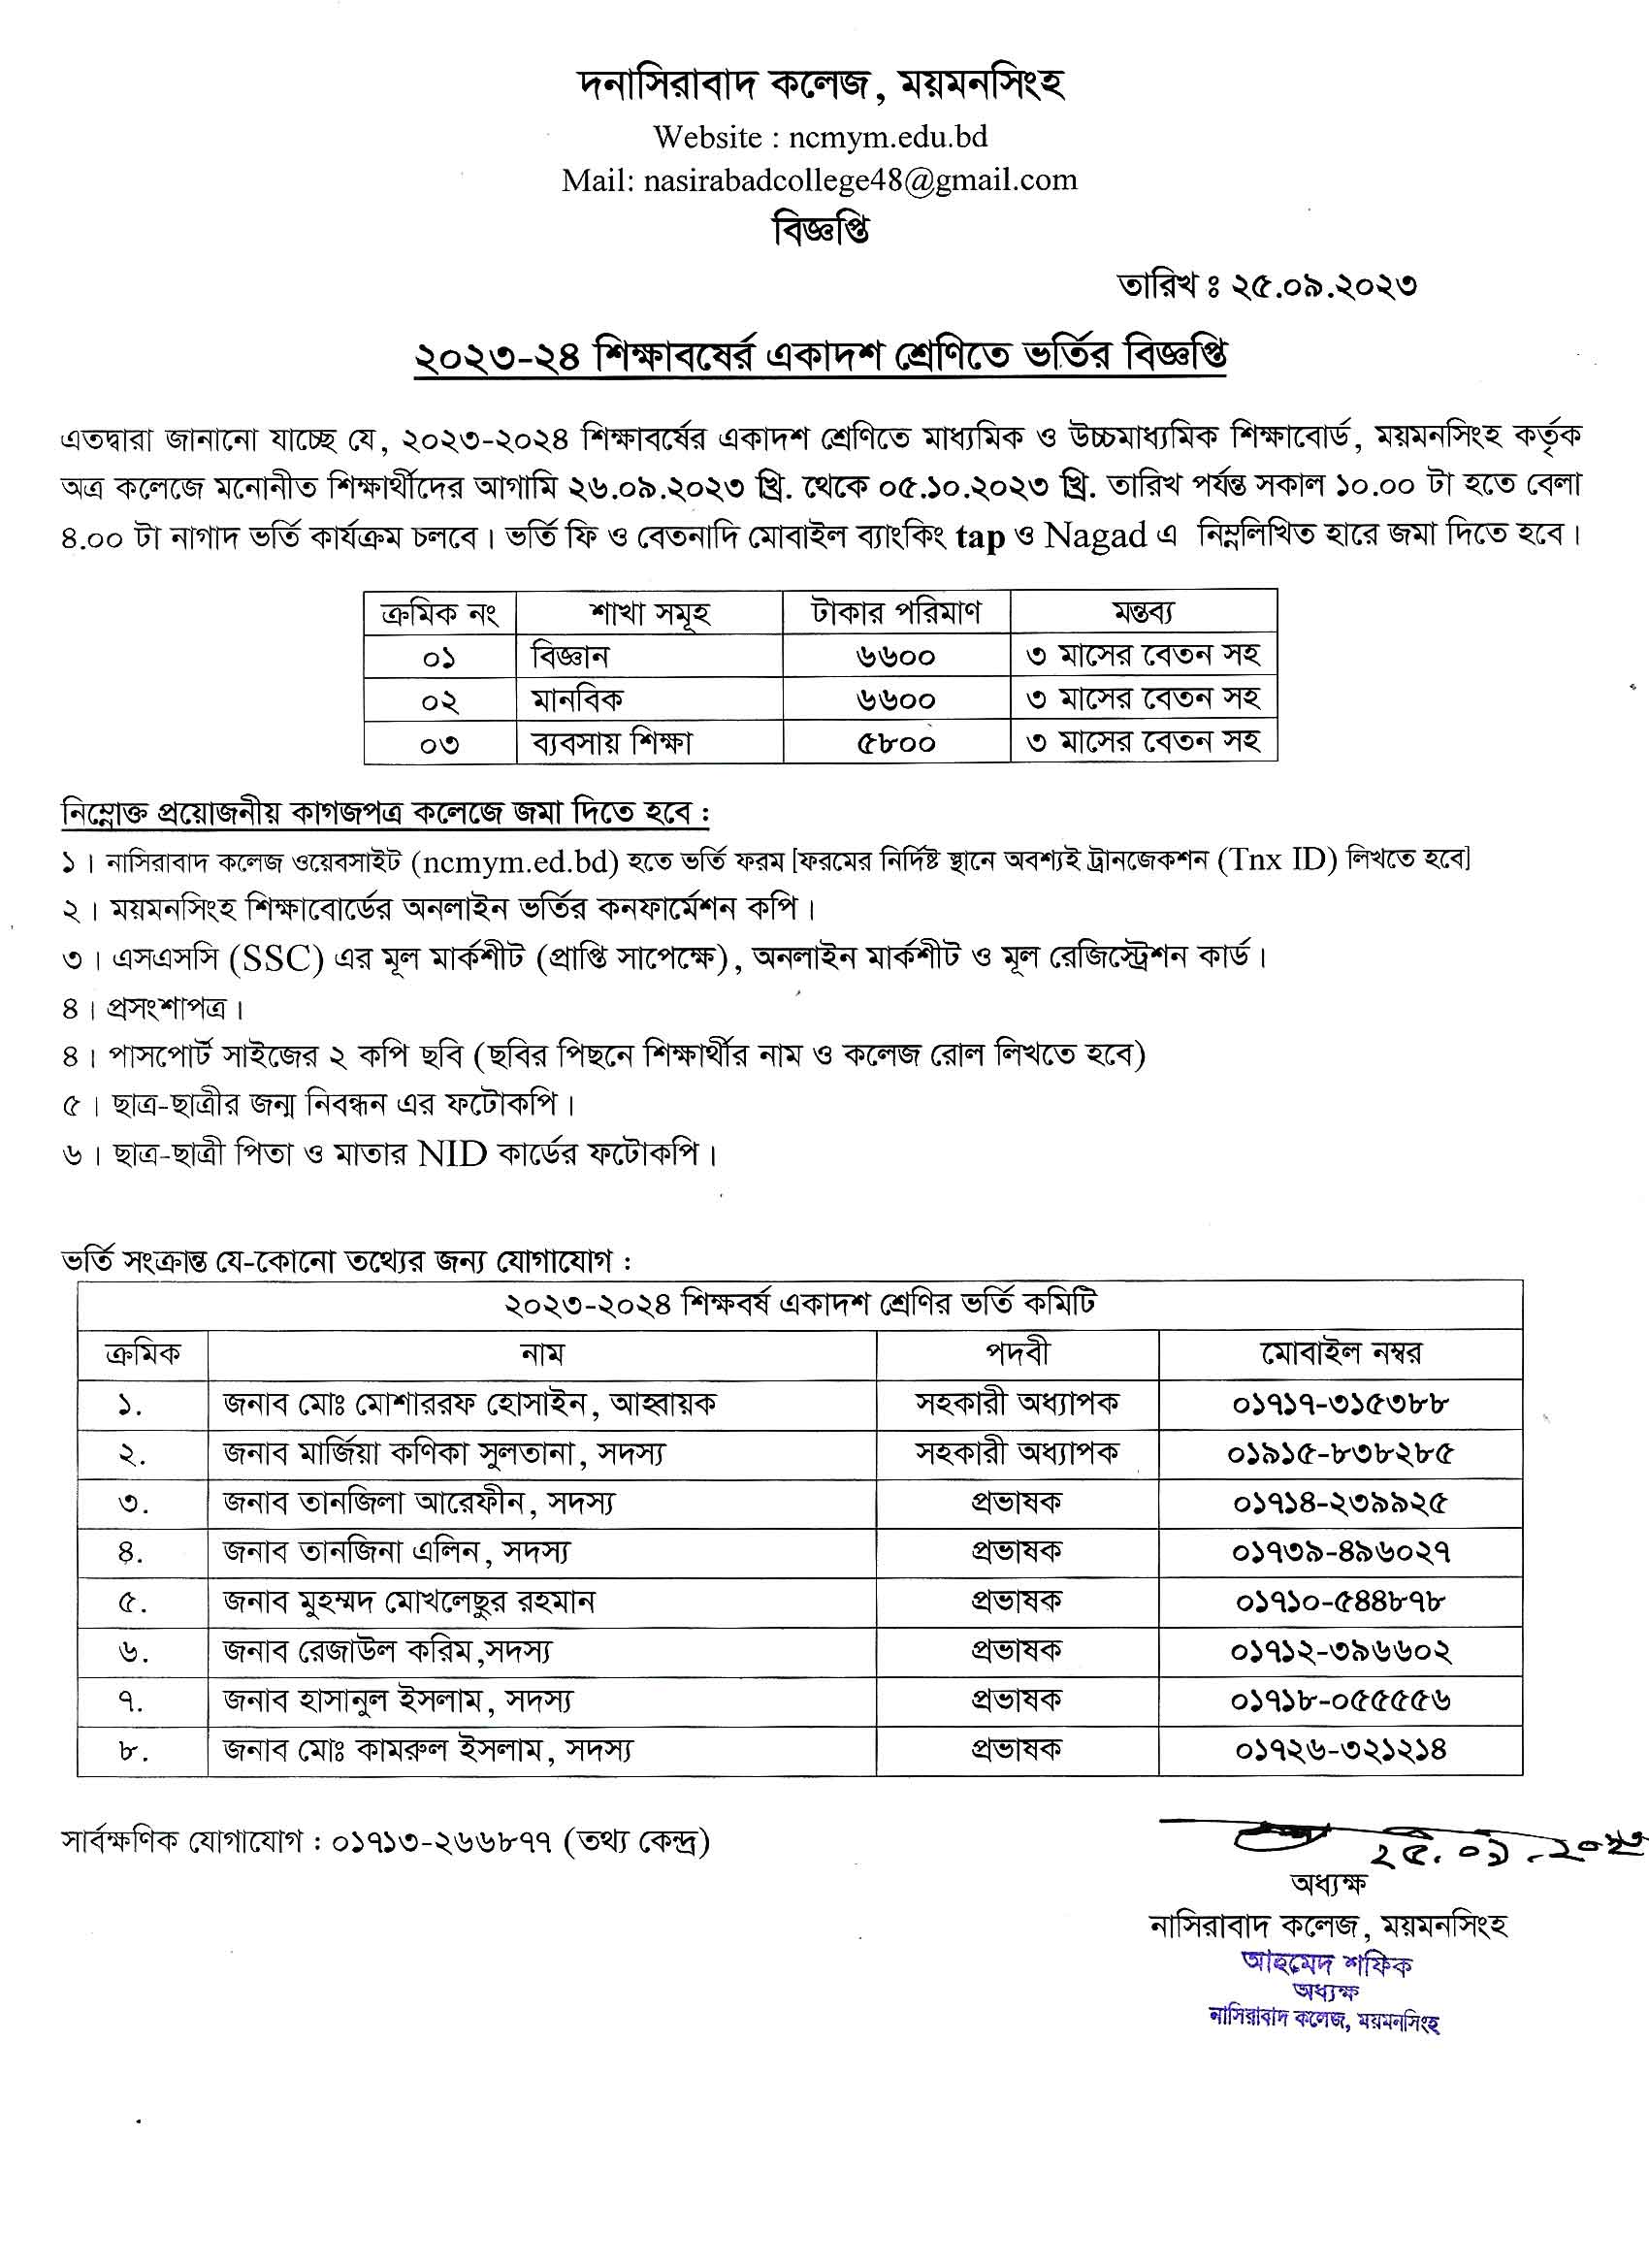 দনাসিরাবাদ কলেজ, ময়মনসিংহ
Website : ncmym.edu.bd
Mail: nasirabadcollege48@gmail.com
বিজ্ঞপ্তি
তারিখ ঃ ২৫.০৯.২০২৩
২০২৩-২৪ শিক্ষাবষের্র একাদশ শ্রেণিতে ভর্তির বিজ্ঞপ্তি
এতদ্বারা জানানো যাচ্ছে যে, ২০২৩-২০২৪ শিক্ষাবর্ষের একাদশ শ্রেণিতে মাধ্যমিক ও উচ্চমাধ্যমিক শিক্ষাবোর্ড, ময়মনসিংহ কর্তৃক
অত্র কলেজে মনোনীত শিক্ষার্থীদের আগামি ২৬.০৯.২০২৩ খ্রি. থেকে ০৫.১০.২০২৩ খ্রি. তারিখ পর্যন্ত সকাল ১০.০০ টা হতে বেলা
৪.০০ টা নাগাদ ভর্তি কার্যক্রম চলবে। ভর্তি ফি ও বেতনাদি মোবাইল ব্যাংকিং tap ও Nagad এ নিম্নলিখিত হারে জমা দিতে হবে।
ক্রমিক নং শাখা সমূহ টাকার পরিমাণ মন্তব্য
০১ বিজ্ঞান ৬৬০০ ৩ মাসের বেতন সহ
০২ মানবিক ৬৬০০ ৩ মাসের বেতন সহ
০৩ ব্যবসায় শিক্ষা ৫৮০০ ৩ মাসের বেতন সহ
নিম্নোক্ত প্রয়োজনীয় কাগজপত্র কলেজে জমা দিতে হবে :
১। নাসিরাবাদ কলেজ ওয়েবসাইট (ncmym.ed.bd) হতে ভর্তি ফরম [ফরমের নির্দিষ্ট স্থানে অবশ্যই ট্রানজেকশন (Tnx ID) লিখতে হবে]
২। ময়মনসিংহ শিক্ষাবোর্ডের অনলাইন ভর্তির কনফার্মেশন কপি।
৩। এসএসসি (SSC) এর মূল মার্কশীট (প্রাপ্তি সাপেক্ষে), অনলাইন মার্কশীট ও মূল রেজিস্ট্রেশন কার্ড।
৪। প্রসংশাপত্র।
৪। পাসপোর্ট সাইজের ২ কপি ছবি (ছবির পিছনে শিক্ষার্থীর নাম ও কলেজ রোল লিখতে হবে)
৫। ছাত্র-ছাত্রীর জন্ম নিবন্ধন এর ফটোকপি।
৬। ছাত্র-ছাত্রী পিতা ও মাতার NID কার্ডের ফটোকপি।
ভর্তি সংক্রান্ত যে-কোনো তথ্যের জন্য যোগাযোগ :
২০২৩-২০২৪ শিক্ষবর্ষ একাদশ শ্রেণির ভর্তি কমিটি
ক্রমিক নাম পদবী মোবাইল নম্বর
১. জনাব মোঃ মোশাররফ হোসাইন, আহ্বায়ক সহকারী অধ্যাপক ০১৭১৭-৩১৫৩৮৮
২. জনাব মার্জিয়া কণিকা সুলতানা, সদস্য সহকারী অধ্যাপক ০১৯১৫-৮৩৮২৮৫
৩. জনাব তানজিলা আরেফীন, সদস্য প্রভাষক ০১৭১৪-২৩৯৯২৫
৪. জনাব তানজিনা এলিন, সদস্য প্রভাষক ০১৭৩৯-৪৯৬০২৭
৫. জনাব মুহম্মদ মোখলেছুর রহমান প্রভাষক ০১৭১০-৫৪৪৮৭৮
৬. জনাব রেজাউল করিম,সদস্য প্রভাষক ০১৭১২-৩৯৬৬০২
৭. জনাব হাসানুল ইসলাম, সদস্য প্রভাষক ০১৭১৮-০৫৫৫৫৬
৮. জনাব মোঃ কামরুল ইসলাম, সদস্য প্রভাষক ০১৭২৬-৩২১২১৪
সার্বক্ষণিক যোগাযোগ : ০১৭১৩-২৬৬৮৭৭ (তথ্য কেন্দ্র)
২৫.০৯.২০২৩
অধ্যক্ষ
নাসিরাবাদ কলেজ, ময়মনসিংহ
আহমেদ শফিক
অধ্যক্ষ
নাসিরাবাদ কলেজ, ময়মনসিংহ